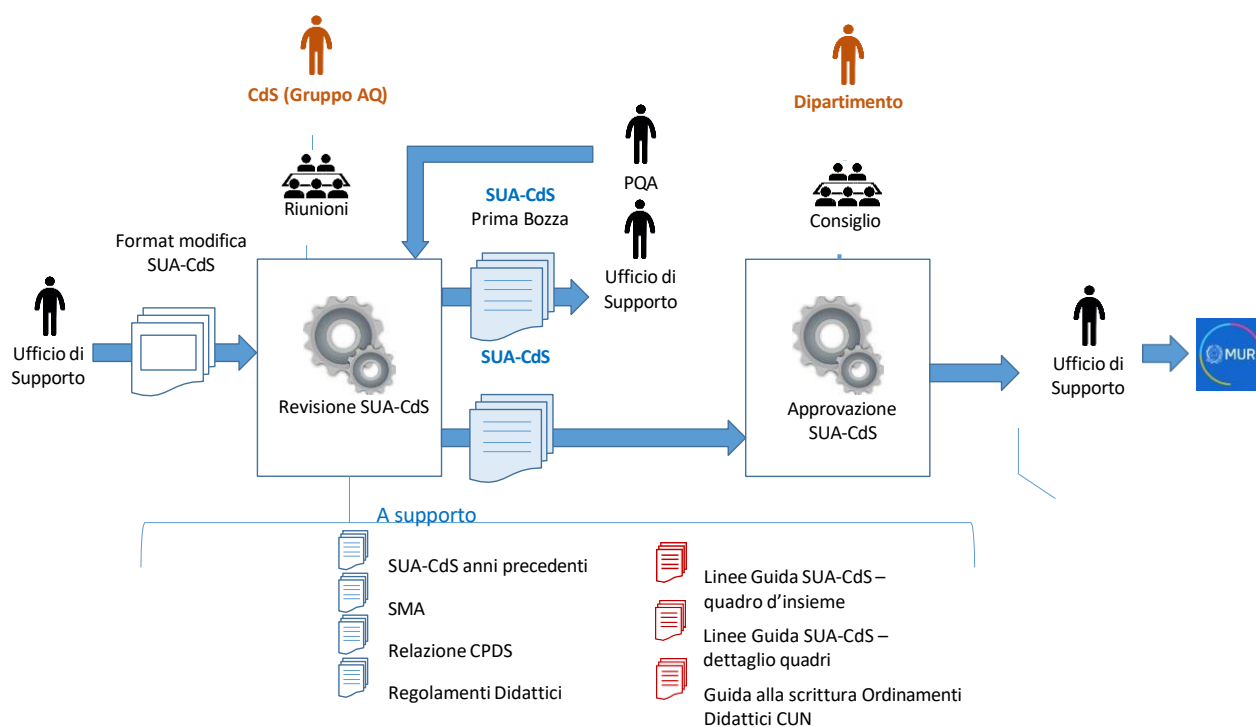 CdS (Gruppo AQ)
Dipartimento
PQA
Riunioni
SUA-CdS
Prima Bozza
Consiglio
Format modifica
SUA-CdS
Ufficio di
Supporto
Ufficio di
Supporto
Revisione SUA-CdS
SUA-CdS
Approvazione
SUA-CdS
Ufficio di
Supporto
MUR
A supporto
SUA-CdS anni precedenti
SMA
Relazione CPDS
Regolamenti Didattici
Linee Guida SUA-CdS –
quadro d’insieme
Linee Guida SUA-CdS –
dettaglio quadri
Guida alla scrittura Ordinamenti
Didattici CUN